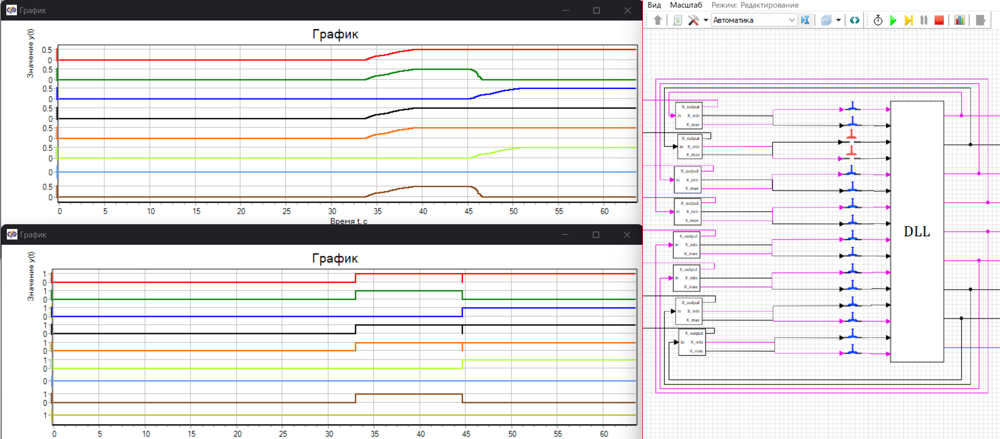 График
График
Значение y(t)
0.5
0
0.5
0
0.5
0
0.5
0
0.5
0
0.5
0
0
0.5
0
0 5 10 15 20 25 30 35 40 45 50 55 60
Время t, с
График
График
Значение y(t)
1
0
1
0
1
0
1
0
1
0
1
0
0
1
0
1
0 5 10 15 20 25 30 35 40 45 50 55 60
Вид Масштаб Режим: Редактирование
Автоматика
X_output
in X_min
X_max
X_output
in X_min
X_max
X_output
in X_min
X_max
X_output
in X_min
X_max
X_output
in X_min
X_max
X_output
in X_min
X_max
X_output
in X_min
X_max
X_output
in X_min
X_max
DLL